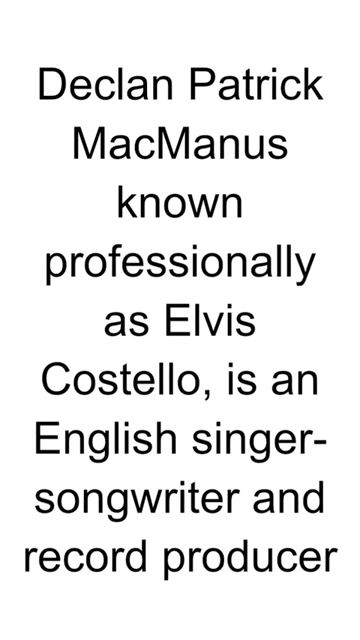 Declan Patrick
MacManus
known
professionally
as Elvis
Costello, is an
English singer-
songwriter and
record producer